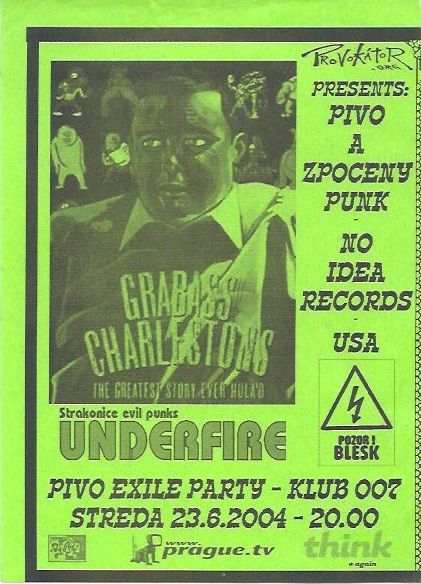 PROVOKÁTOR
.ORG
PRESENTS:
PIVO
A
ZPOCENY
PUNK
-
NO
IDEA
RECORDS
-
USA
GRABASS
CHARLESTONS
THE GREATEST STORY EVER HULA'D
POZOR !
BLESK
Strakonice evil punks
UNDERFIRE
PIVO EXILE PARTY - KLUB 007
STREDA 23.6.2004 - 20.00
www.
prague.tv
think
again